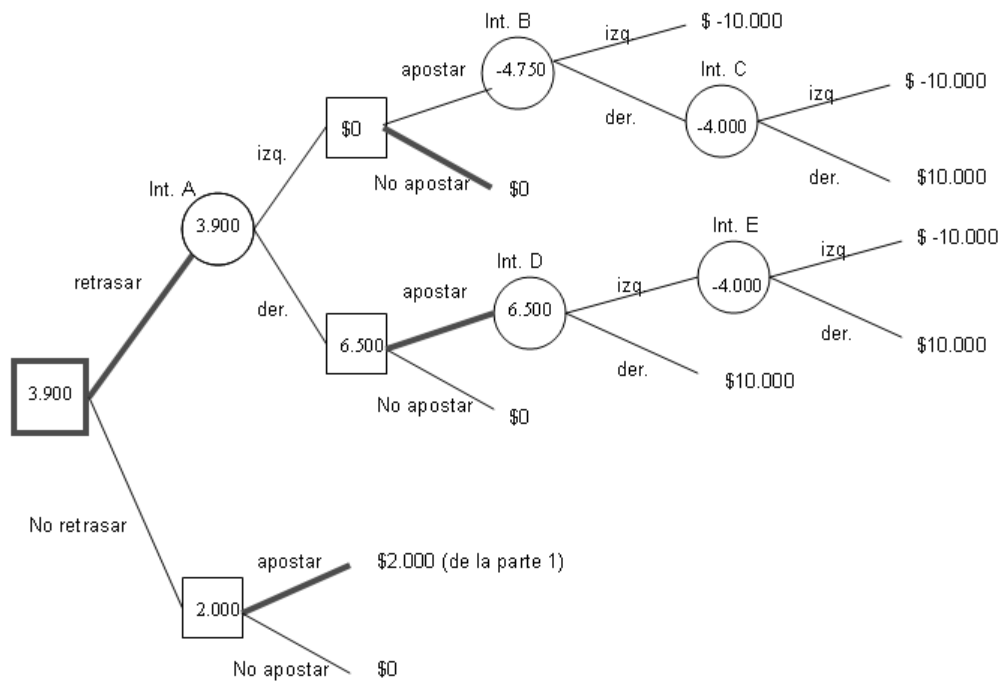 Int. B
izq
$ -10.000
apostar
-4.750
Int. C
izq
$ -10.000
$0
der.
-4.000
izq.
der.
$10.000
No apostar
$0
Int. A
3.900
Int. E
izq
$ -10.000
retrasar
Int. D
apostar
izq
-4.000
der.
6.500
der.
$10.000
6.500
der.
$10.000
3.900
No apostar
$0
No retrasar
apostar
$2.000 (de la parte 1)
2.000
No apostar
$0